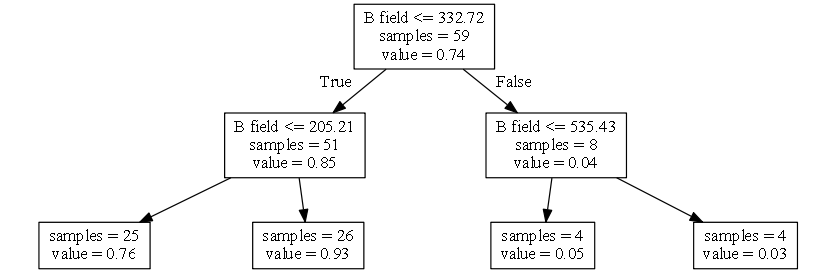 B field <= 332.72
samples = 59
value = 0.74
True
False
B field <= 205.21
samples = 51
value = 0.85
B field <= 535.43
samples = 8
value = 0.04
samples = 25
value = 0.76
samples = 26
value = 0.93
samples = 4
value = 0.05
samples = 4
value = 0.03